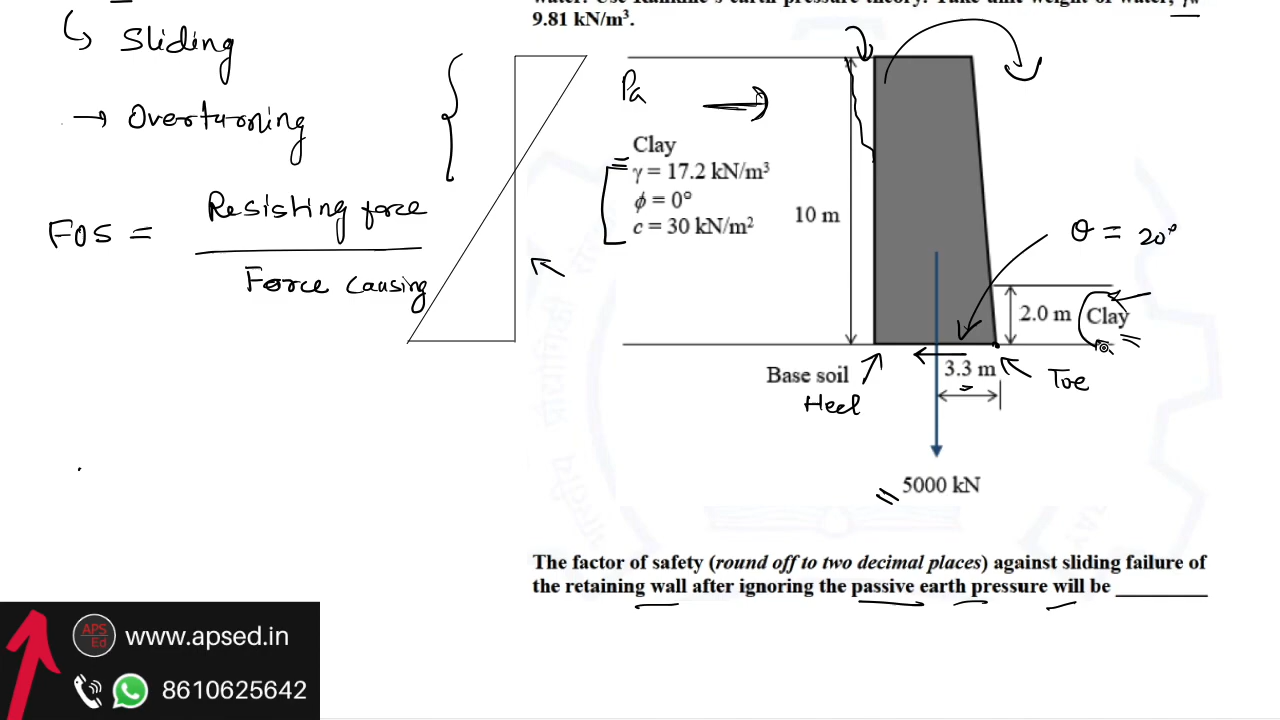 9.81 kN/m³.
↳ Sliding
→ Overturning
FOS = Resisting force
Force causing
Pa
Clay
γ = 17.2 kN/m³
ϕ = 0°
c = 30 kN/m²
10 m
θ = 20°
2.0 m
Clay
3.3 m
Base soil
Heel
Toe
5000 kN
The factor of safety (round off to two decimal places) against sliding failure of
the retaining wall after ignoring the passive earth pressure will be ________
APS
Ed
www.apsed.in
8610625642